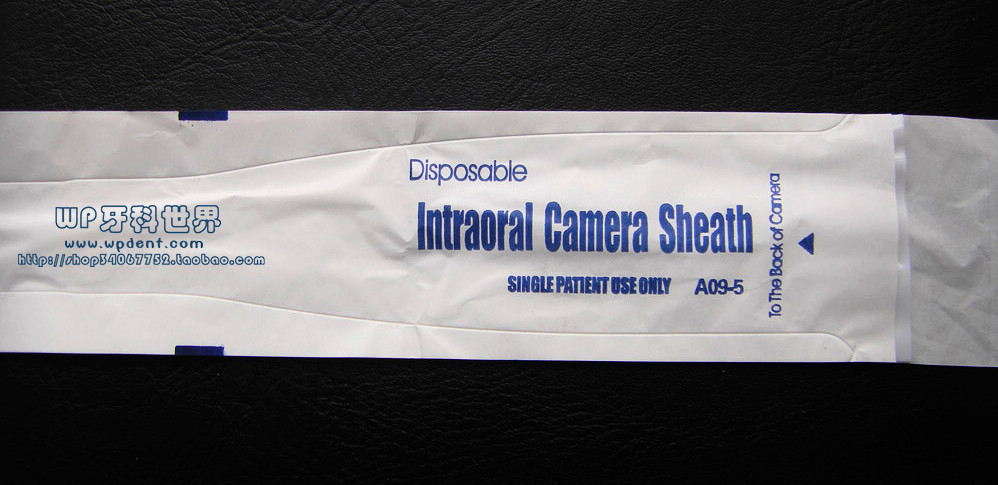 Disposable
Intraoral Camera Sheath
SINGLE PATIENT USE ONLY A09-5
To The Back of Camera
WP牙科世界
www.wpdent.com
http://shop34067752.taobao.com